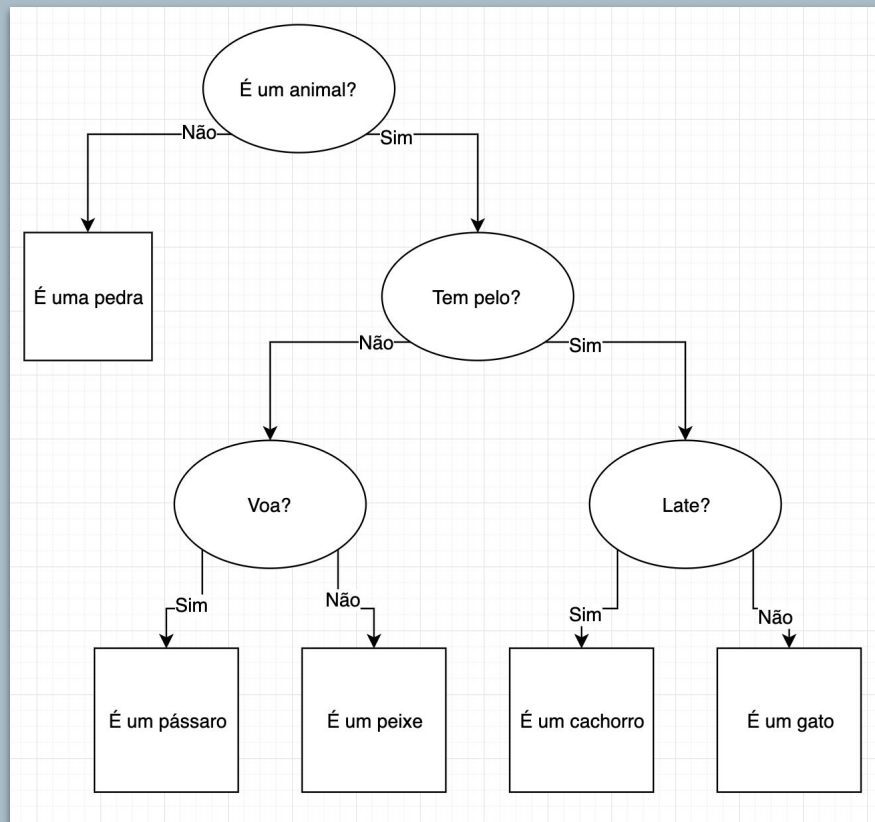 É um animal?
Não
Sim
É uma pedra
Tem pelo?
Não
Sim
Voa?
Late?
Sim
Não
Sim
Não
É um pássaro
É um peixe
É um cachorro
É um gato